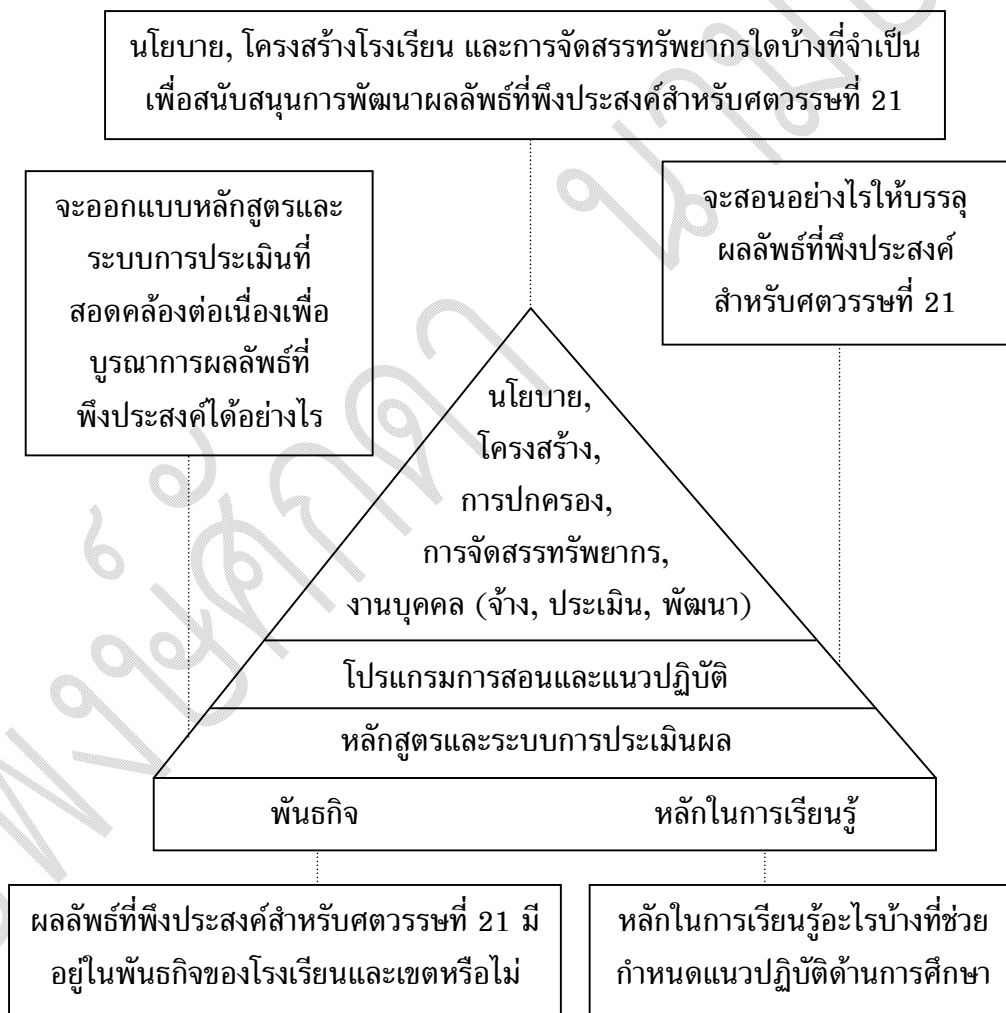 นโยบาย, โครงสร้างโรงเรียน และการจัดสรรทรัพยากรใดบ้างที่จำเป็น
เพื่อสนับสนุนการพัฒนาผลลัพธ์ที่พึงประสงค์สำหรับศตวรรษที่ 21
จะออกแบบหลักสูตรและ
ระบบการประเมินที่
สอดคล้องต่อเนื่องเพื่อ
บูรณาการผลลัพธ์ที่
พึงประสงค์ได้อย่างไร
จะสอนอย่างไรให้บรรลุ
ผลลัพธ์ที่พึงประสงค์
สำหรับศตวรรษที่ 21
นโยบาย,
โครงสร้าง,
การปกครอง,
การจัดสรรทรัพยากร,
งานบุคคล (จ้าง, ประเมิน, พัฒนา)
โปรแกรมการสอนและแนวปฏิบัติ
หลักสูตรและระบบการประเมินผล
พันธกิจ
หลักในการเรียนรู้
ผลลัพธ์ที่พึงประสงค์สำหรับศตวรรษที่ 21 มี
อยู่ในพันธกิจของโรงเรียนและเขตหรือไม่
หลักในการเรียนรู้อะไรบ้างที่ช่วย
กำหนดแนวปฏิบัติด้านการศึกษา